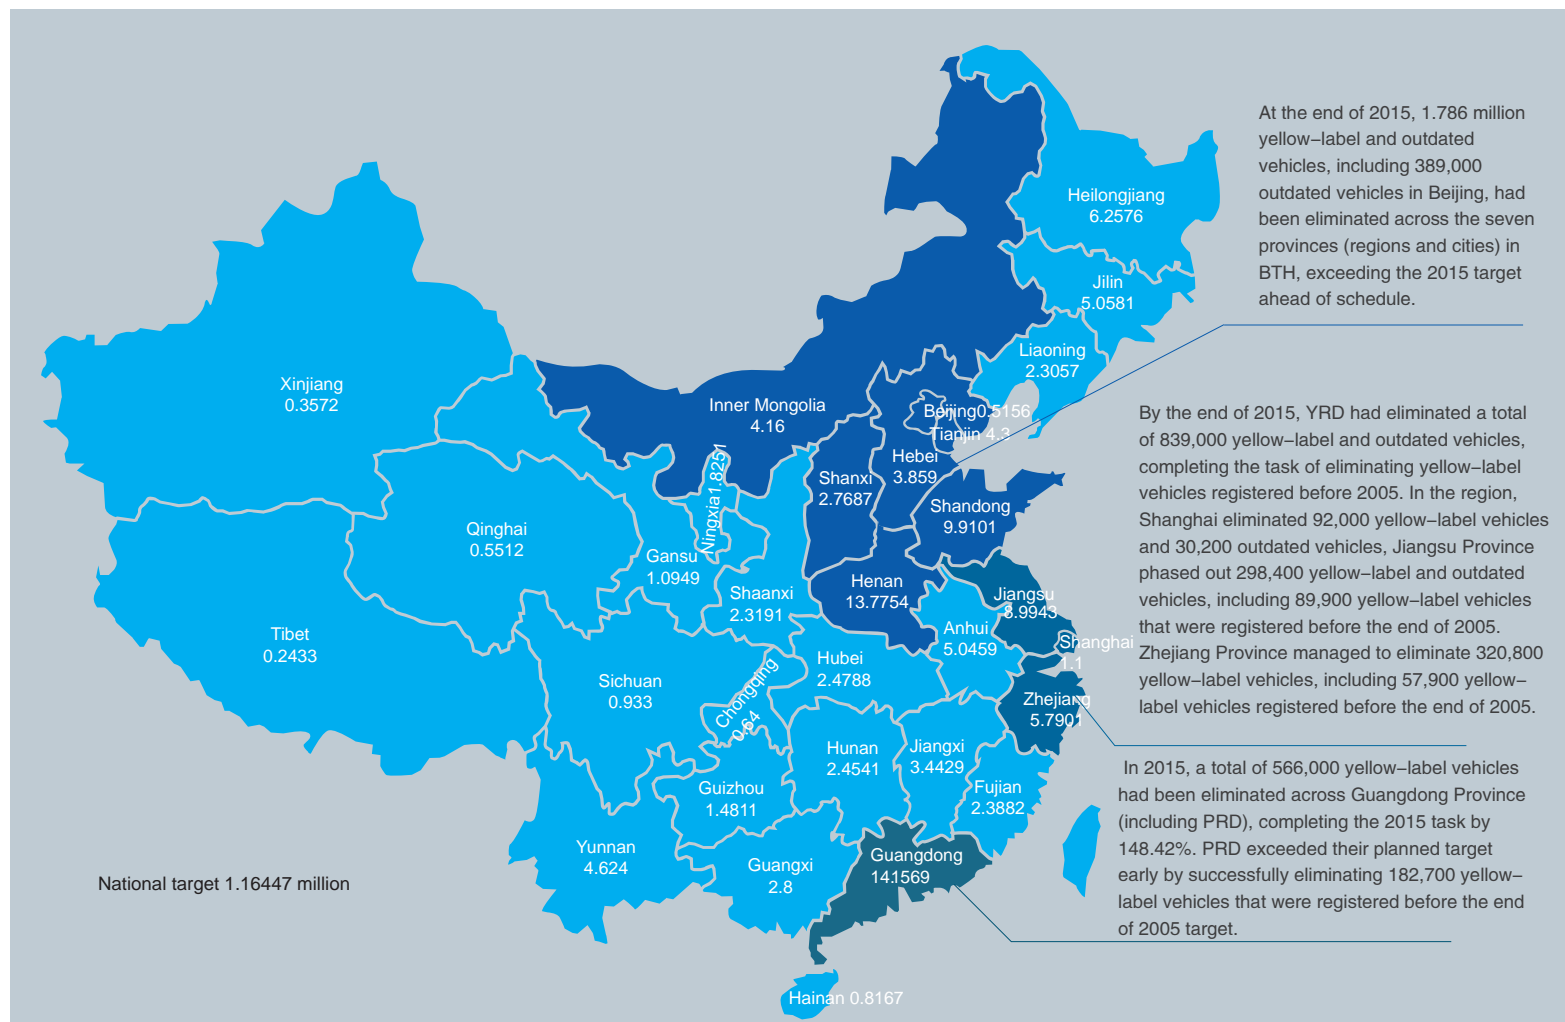 At the end of 2015, 1.786 million
yellow–label and outdated
vehicles, including 389,000
outdated vehicles in Beijing, had
been eliminated across the seven
provinces (regions and cities) in
BTH, exceeding the 2015 target
ahead of schedule.
Heilongjiang
6.2576
Jilin
5.0581
Liaoning
2.3057
Xinjiang
0.3572
Inner Mongolia
4.16
Beijing0.5156
Tianjin 4.3
Hebei
3.859
Shanxi
2.7687
Ningxia1.8251
Shandong
9.9101
Qinghai
0.5512
Gansu
1.0949
Shaanxi
2.3191
Henan
13.7754
Jiangsu
8.9943
Anhui
5.0459
Shanghai
1.1
Tibet
0.2433
Sichuan
0.933
Chongqing
0.64
Hubei
2.4788
Zhejiang
5.7901
Hunan
2.4541
Jiangxi
3.4429
Fujian
2.3882
Guizhou
1.4811
Yunnan
4.624
Guangxi
2.8
Guangdong
14.1569
Hainan 0.8167
By the end of 2015, YRD had eliminated a total
of 839,000 yellow–label and outdated vehicles,
completing the task of eliminating yellow–label
vehicles registered before 2005. In the region,
Shanghai eliminated 92,000 yellow–label vehicles
and 30,200 outdated vehicles, Jiangsu Province
phased out 298,400 yellow–label and outdated
vehicles, including 89,900 yellow–label vehicles
that were registered before the end of 2005.
Zhejiang Province managed to eliminate 320,800
yellow–label vehicles, including 57,900 yellow–
label vehicles registered before the end of 2005.
In 2015, a total of 566,000 yellow–label vehicles
had been eliminated across Guangdong Province
(including PRD), completing the 2015 task by
148.42%. PRD exceeded their planned target
early by successfully eliminating 182,700 yellow–
label vehicles that were registered before the end
of 2005 target.
National target 1.16447 million